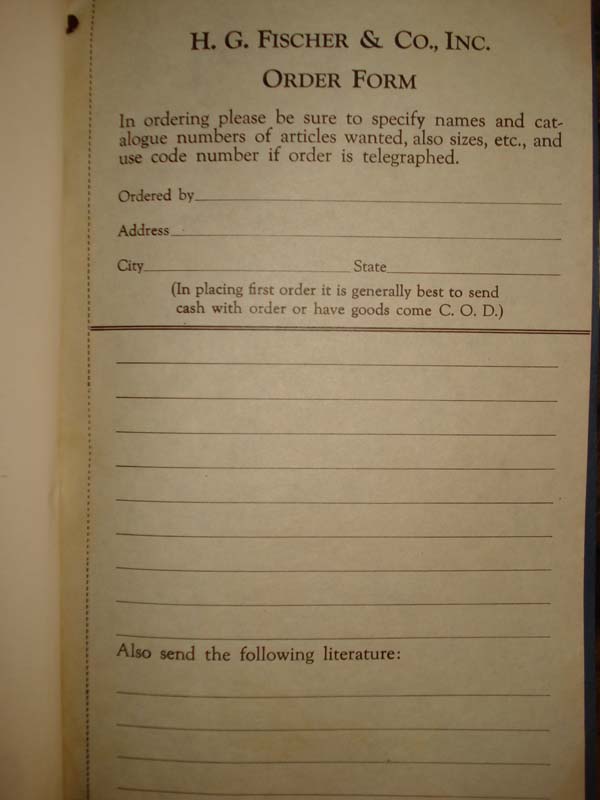 H. G. Fischer & Co., Inc.
Order Form
In ordering please be sure to specify names and cat-
alogue numbers of articles wanted, also sizes, etc., and
use code number if order is telegraphed.
Ordered by
Address
City State
(In placing first order it is generally best to send
cash with order or have goods come C. O. D.)
Also send the following literature: